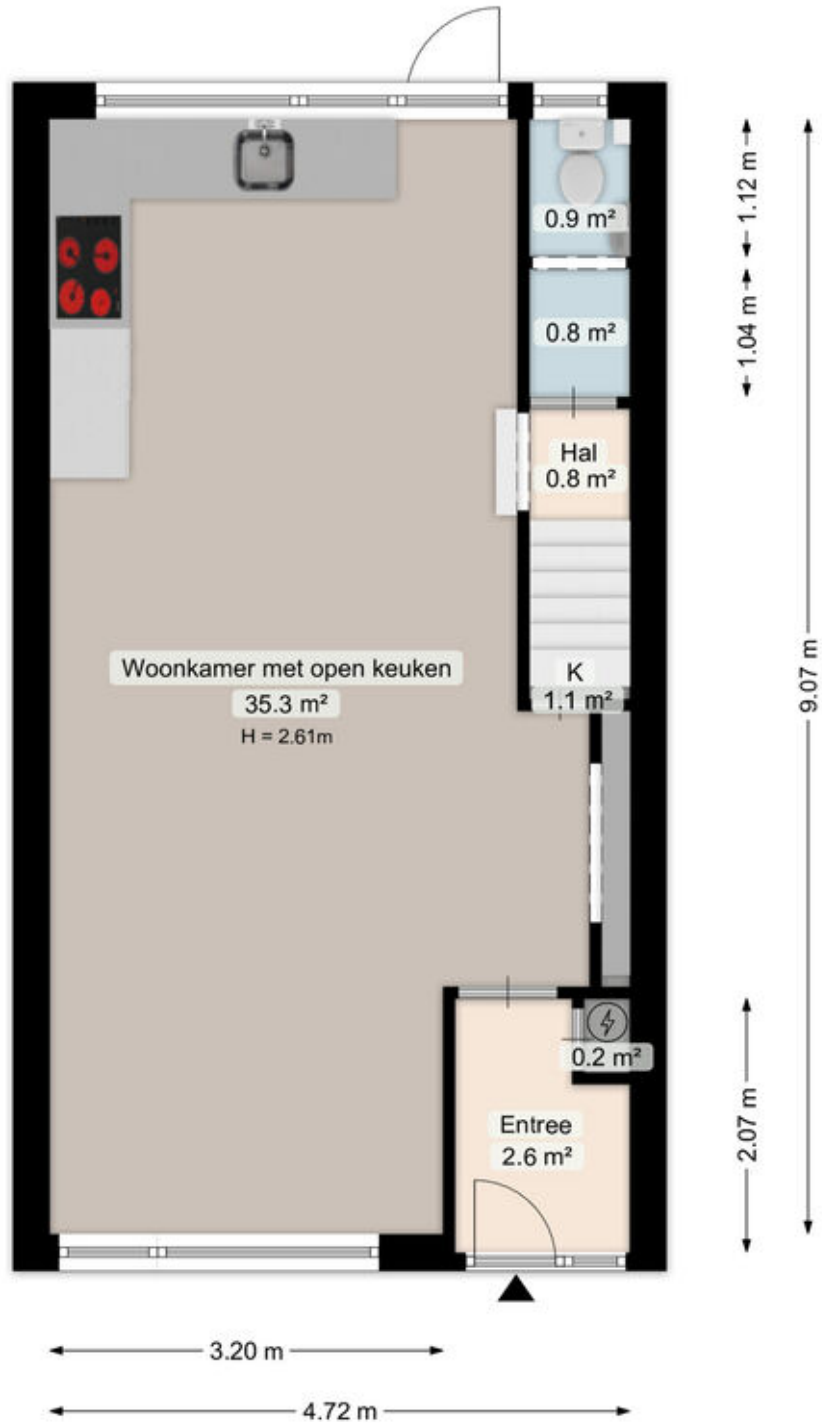 1.12 m
0.9 m²
1.04 m
0.8 m²
Hal
0.8 m²
9.07 m
Woonkamer met open keuken
35.3 m²
H = 2.61m
K
1.1 m²
0.2 m²
2.07 m
Entree
2.6 m²
3.20 m
4.72 m